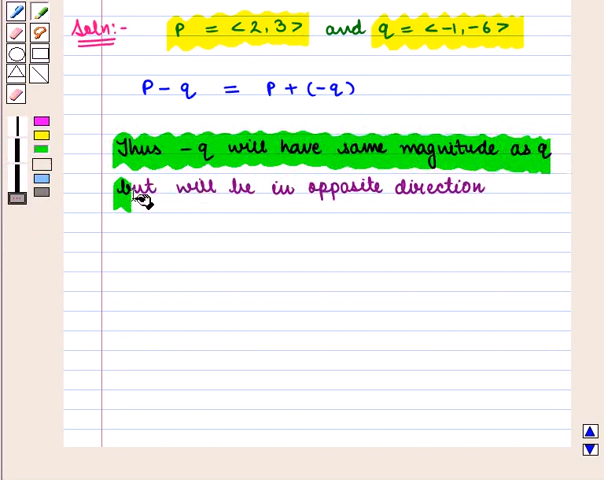 Soln:- P = <2,3> and q = <-1,-6>
P - q = P + (-q)
Thus -q will have same magnitude as q
but will be in opposite direction